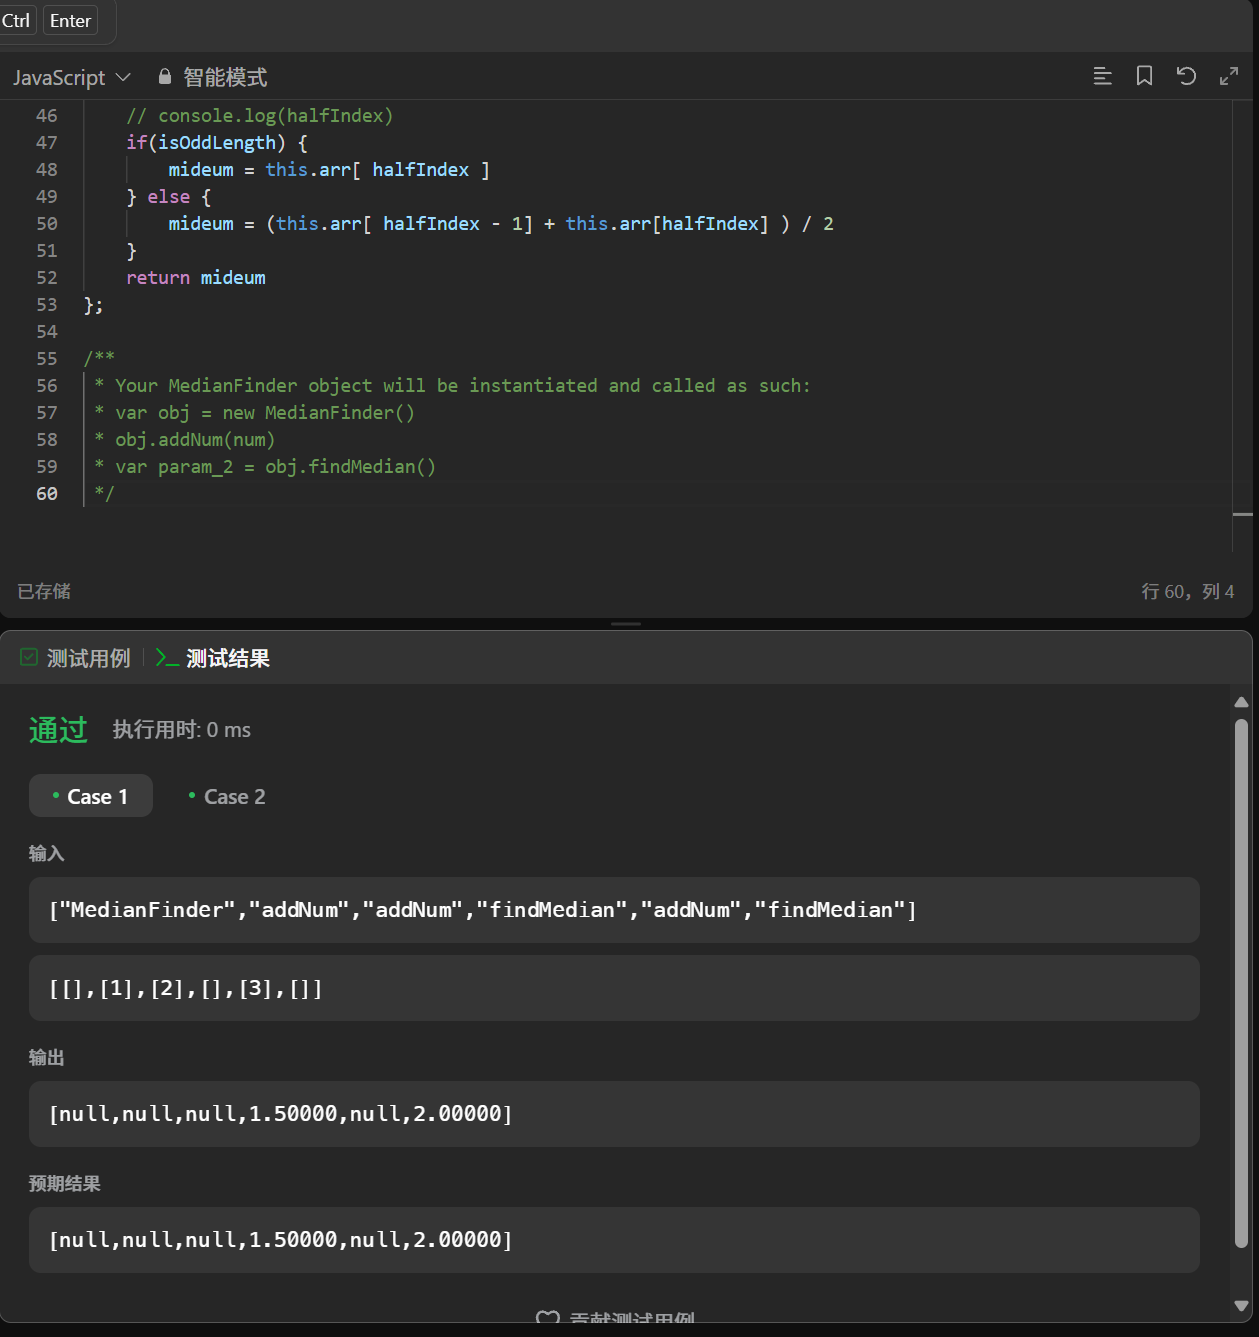 Ctrl Enter
JavaScript 智能模式
46 // console.log(halfIndex)
47 if(isOddLength) {
48 mideum = this.arr[ halfIndex ]
49 } else {
50 mideum = (this.arr[ halfIndex - 1] + this.arr[halfIndex] ) / 2
51 }
52 return mideum
53 };
54
55 /**
56 * Your MedianFinder object will be instantiated and called as such:
57 * var obj = new MedianFinder()
58 * obj.addNum(num)
59 * var param_2 = obj.findMedian()
60 */
已存储 行 60，列 4
测试用例 >_ 测试结果
通过 执行用时: 0 ms
• Case 1 • Case 2
输入
["MedianFinder","addNum","addNum","findMedian","addNum","findMedian"]
[[],[1],[2],[],[3],[]]
输出
[null,null,null,1.50000,null,2.00000]
预期结果
[null,null,null,1.50000,null,2.00000]
贡献测试用例